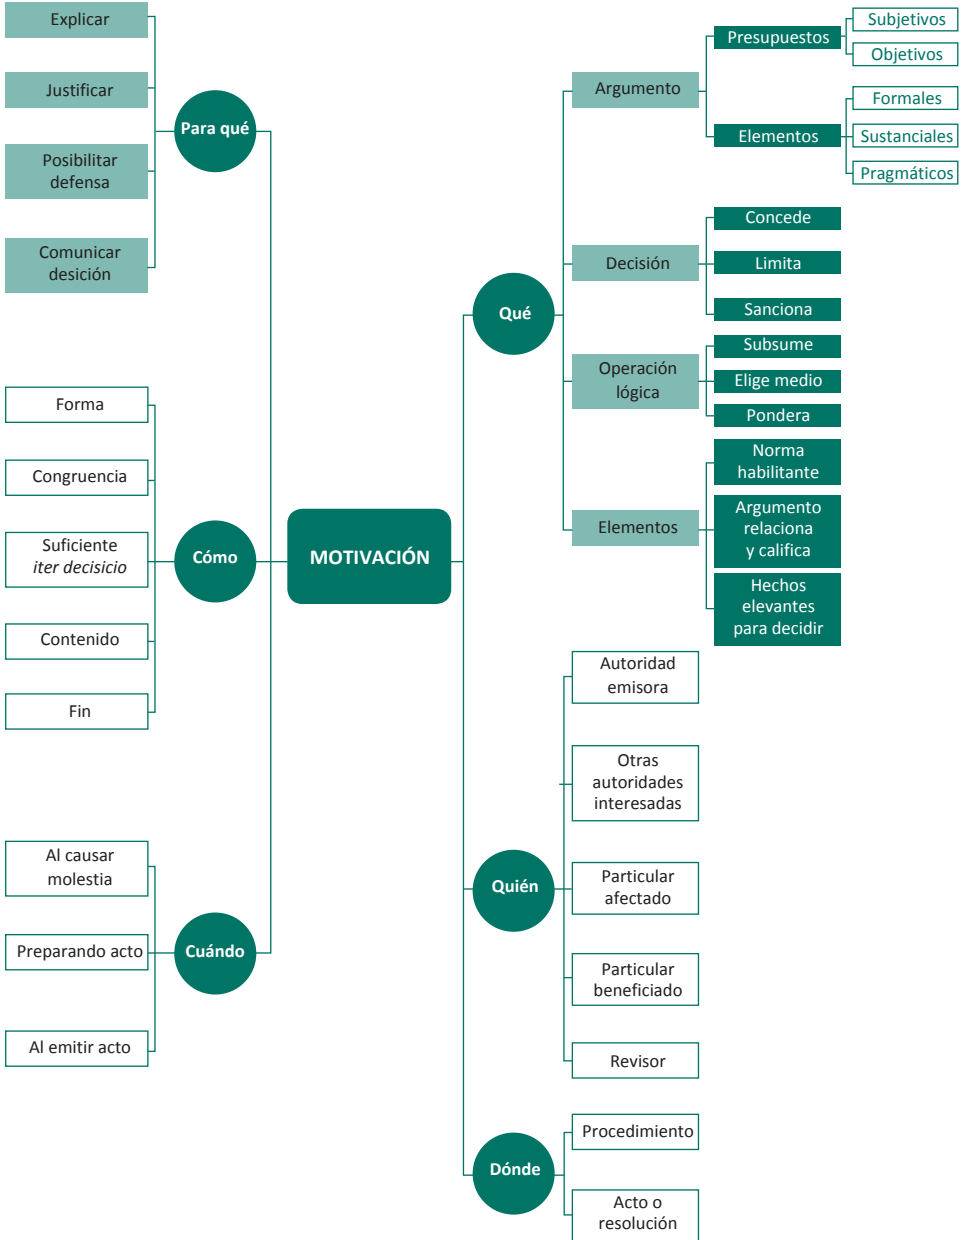 Explicar
Justificar
Posibilitar
defensa
Comunicar
desición
Para qué
Forma
Congruencia
Suficiente
iter decisicio
Contenido
Fin
Cómo
Al causar
molestia
Preparando acto
Al emitir acto
Cuándo
MOTIVACIÓN
Qué
Argumento
Presupuestos
Subjetivos
Objetivos
Elementos
Formales
Sustanciales
Pragmáticos
Decisión
Concede
Limita
Sanciona
Operación
lógica
Subsume
Elige medio
Pondera
Elementos
Norma
habilitante
Argumento
relaciona
y califica
Hechos
elevantes
para decidir
Quién
Autoridad
emisora
Otras
autoridades
interesadas
Particular
afectado
Particular
beneficiado
Revisor
Dónde
Procedimiento
Acto o
resolución